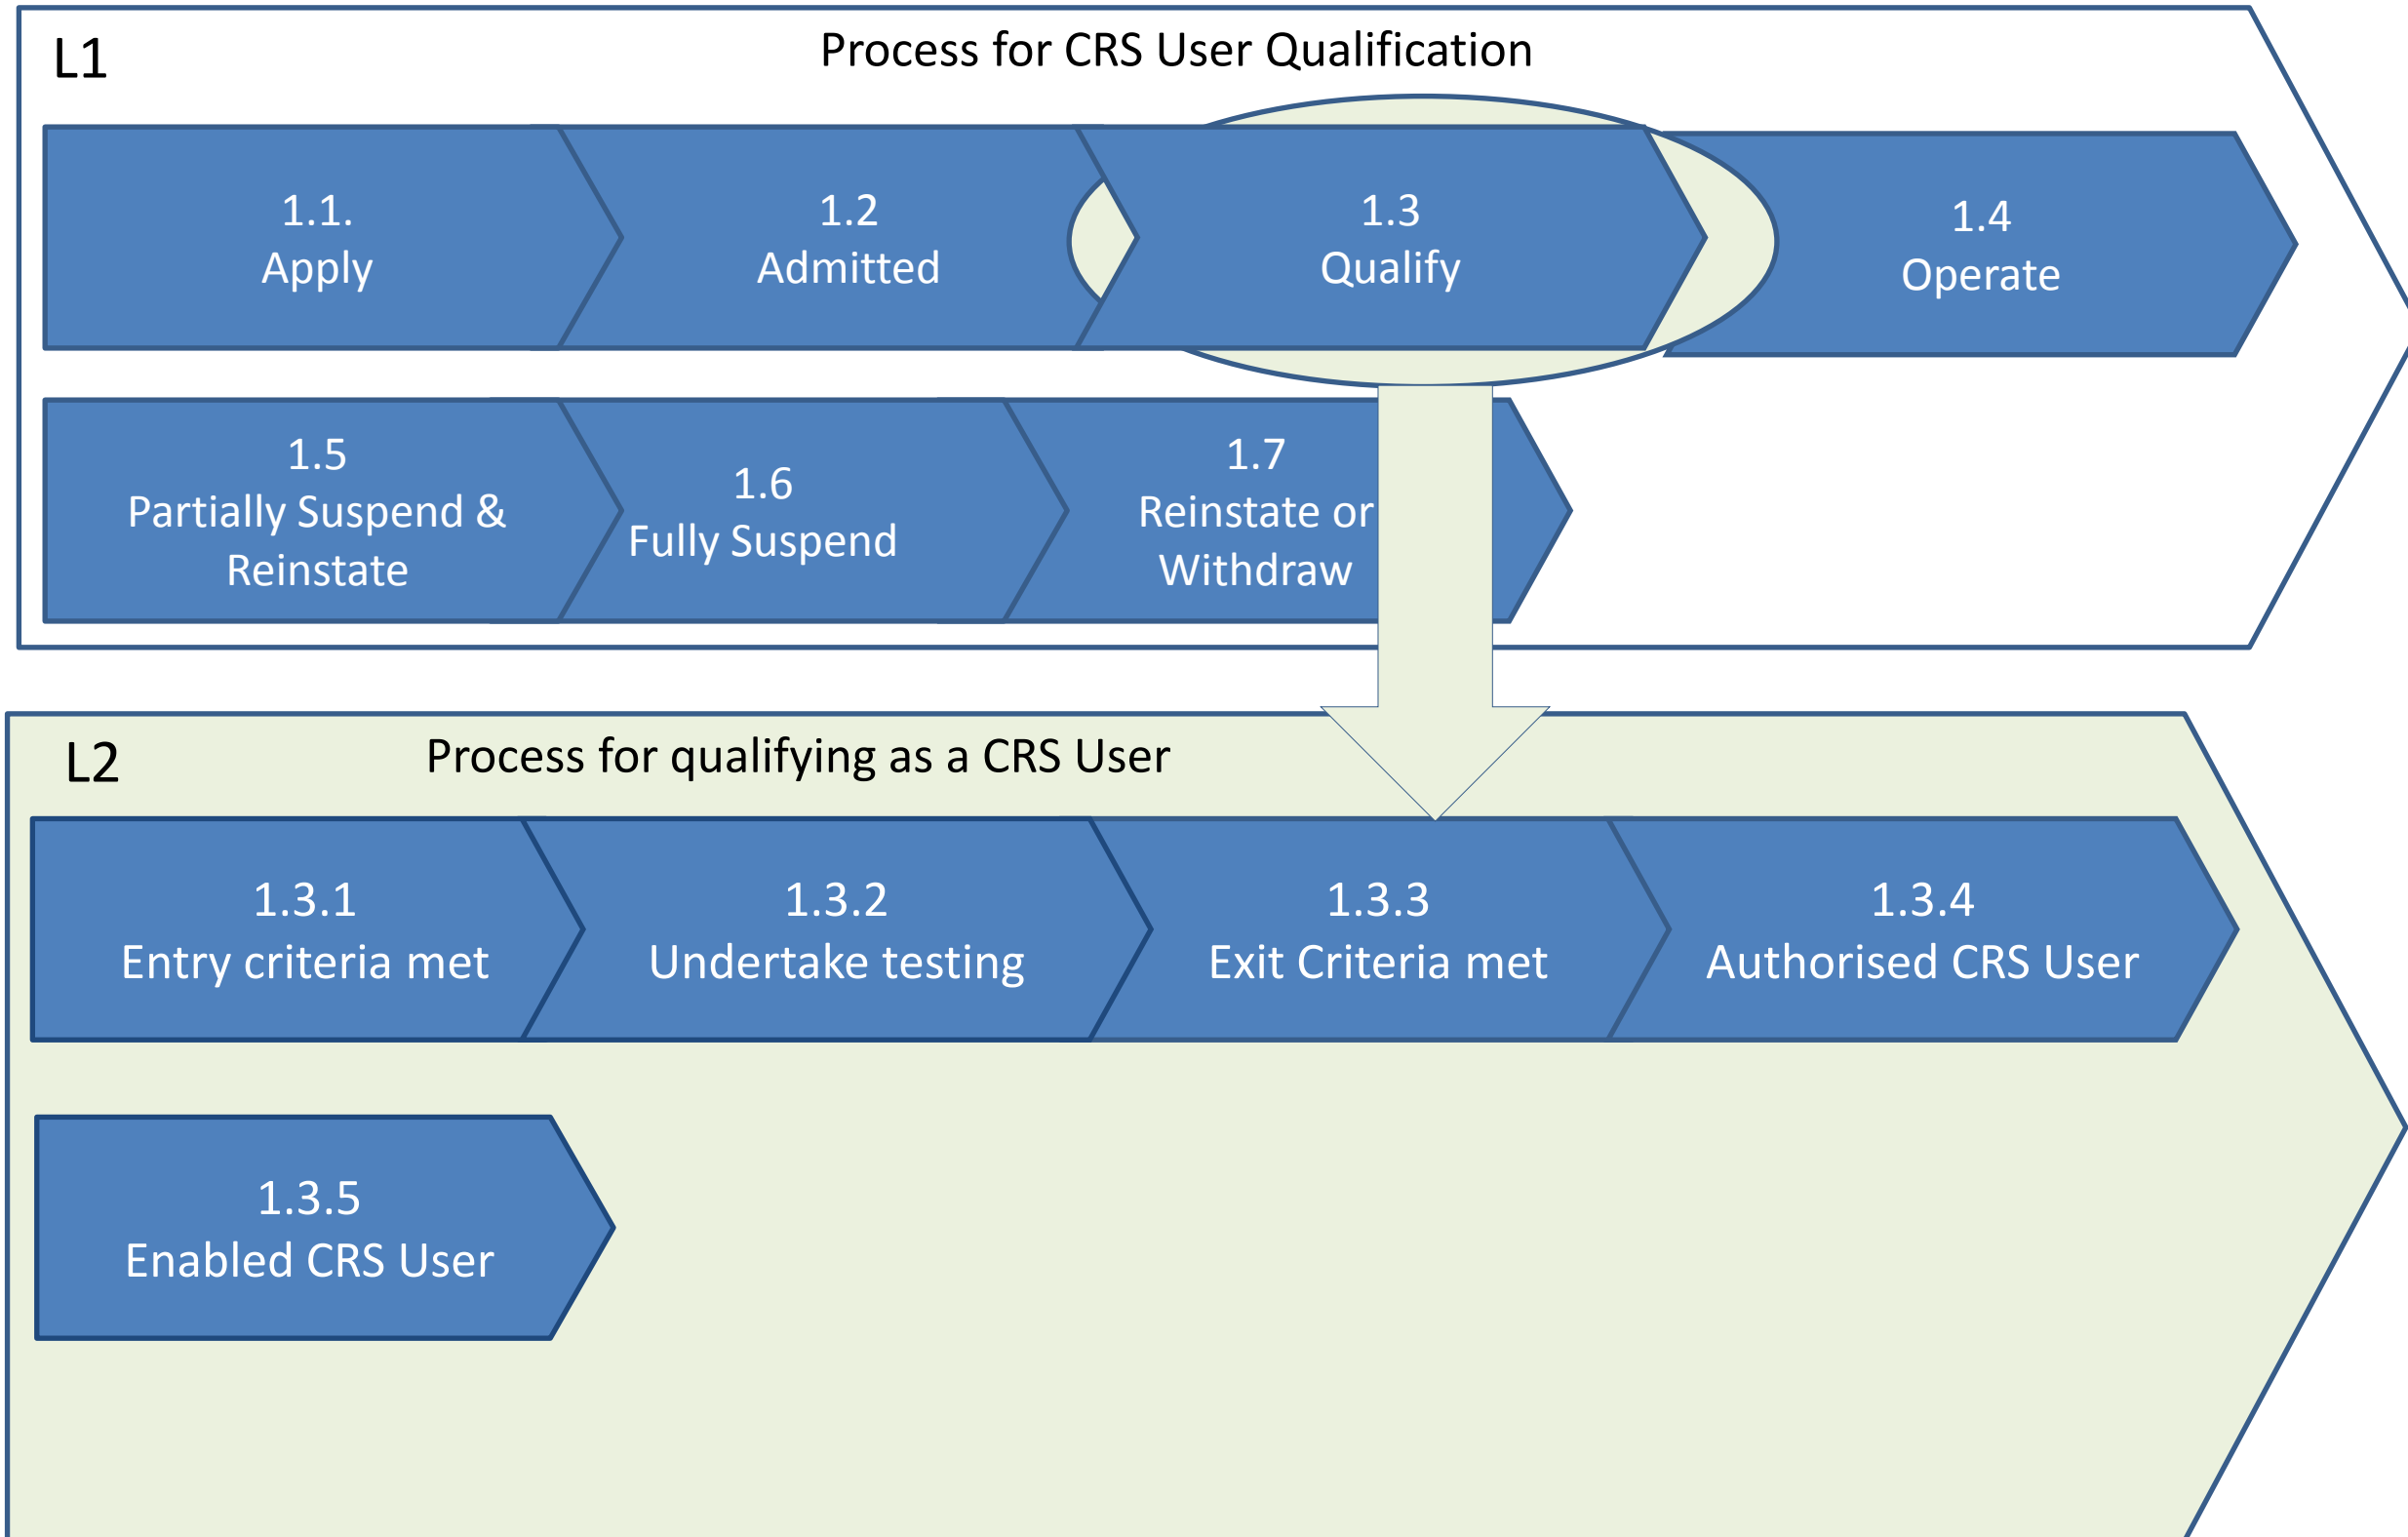 L1
Process for CRS User Qualification
1.1.
Apply
1.2
Admitted
1.3
Qualify
1.4
Operate
1.5
Partially Suspend &
Reinstate
1.6
Fully Suspend
1.7
Reinstate or
Withdraw
L2
Process for qualifying as a CRS User
1.3.1
Entry criteria met
1.3.2
Undertake testing
1.3.3
Exit Criteria met
1.3.4
Authorised CRS User
1.3.5
Enabled CRS User